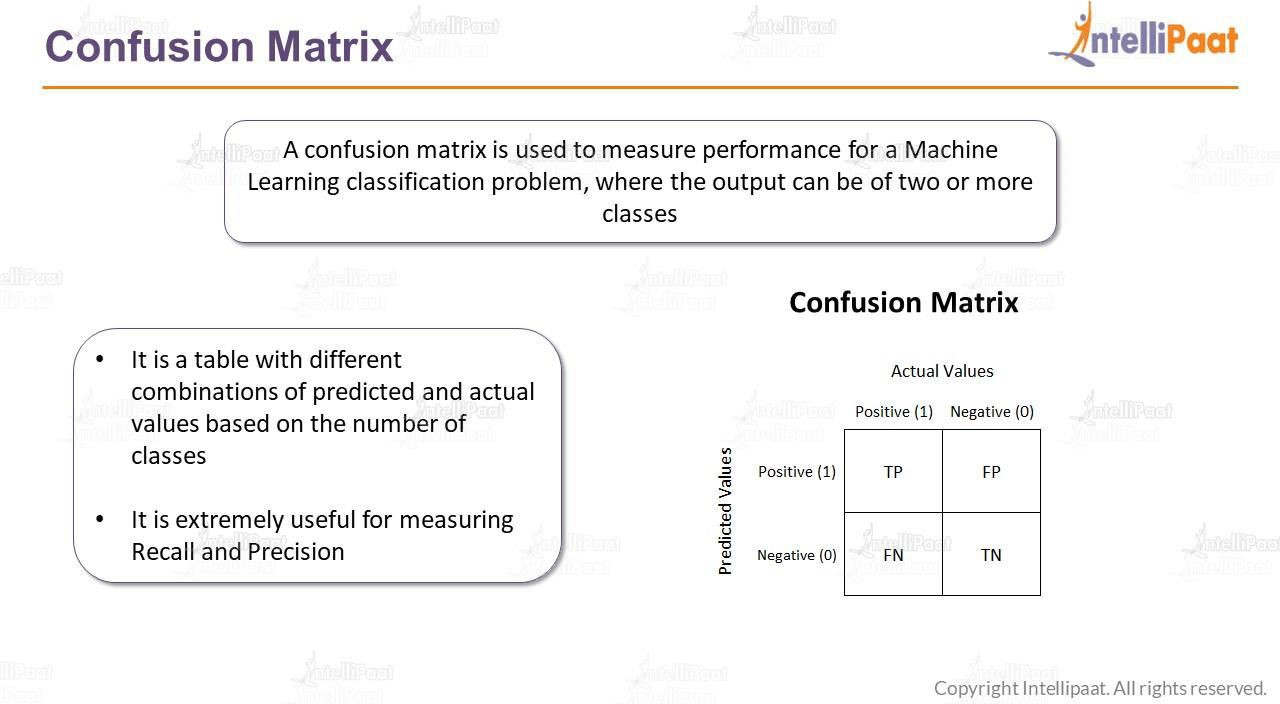 Confusion Matrix
IntelliPaat
A confusion matrix is used to measure performance for a Machine
Learning classification problem, where the output can be of two or more
classes
• It is a table with different
combinations of predicted and actual
values based on the number of
classes
• It is extremely useful for measuring
Recall and Precision
Confusion Matrix
Actual Values
Positive (1) Negative (0)
Predicted Values
Positive (1) TP FP
Negative (0) FN TN
Copyright Intellipaat. All rights reserved.